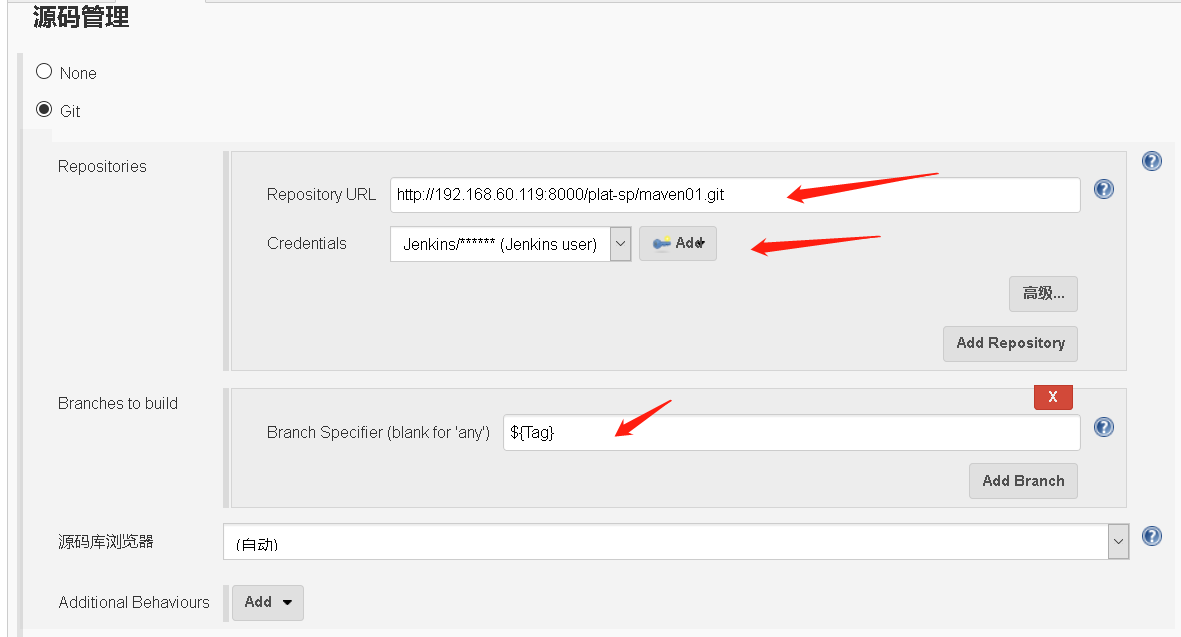 源码管理
None
Git
Repositories
?
Repository URL http://192.168.60.119:8000/plat-sp/maven01.git ?
Credentials Jenkins/****** (Jenkins user) Add
高级...
Add Repository
Branches to build
X
Branch Specifier (blank for 'any') ${Tag} ?
Add Branch
源码库浏览器 (自动) ?
Additional Behaviours Add